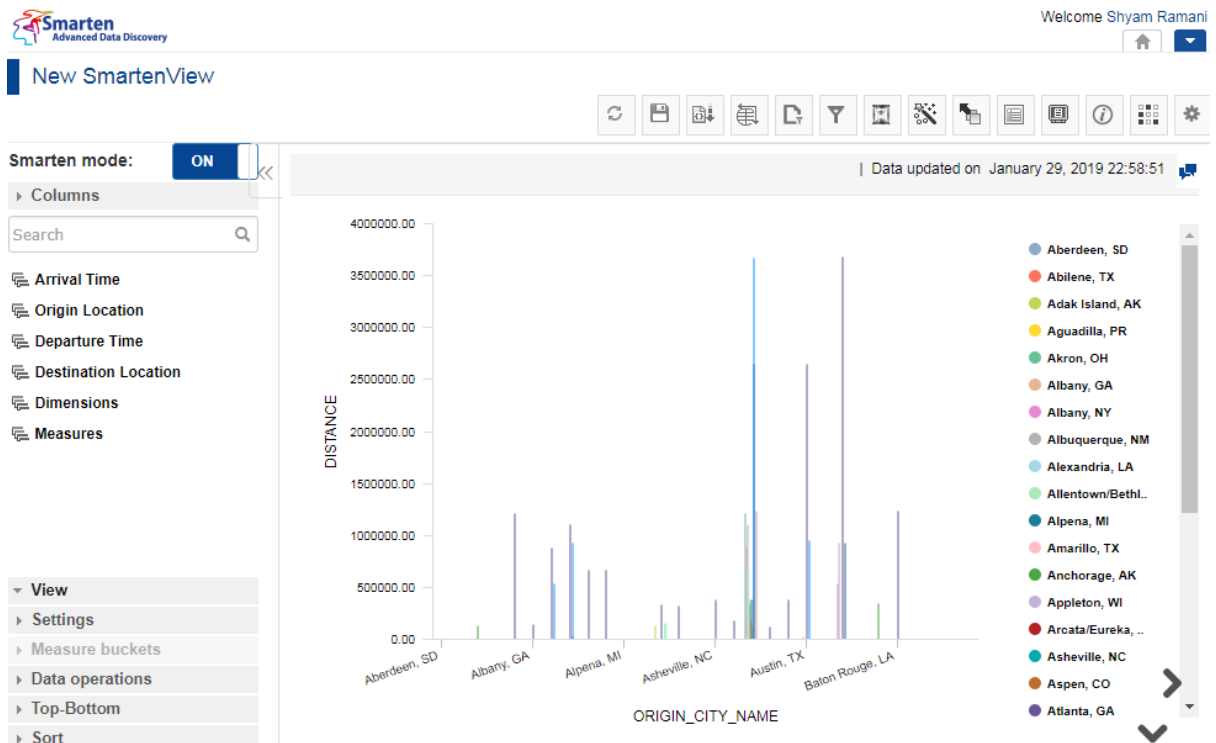 Smarten
Advanced Data Discovery
Welcome Shyam Ramani
New SmartenView
Smarten mode: ON
Columns
Search
Arrival Time
Origin Location
Departure Time
Destination Location
Dimensions
Measures
View
Settings
Measure buckets
Data operations
Top-Bottom
Sort
| Data updated on January 29, 2019 22:58:51
4000000.00
3500000.00
3000000.00
2500000.00
2000000.00
1500000.00
1000000.00
500000.00
0.00
DISTANCE
Aberdeen, SD
Albany, GA
Alpena, MI
Asheville, NC
Austin, TX
Baton Rouge, LA
ORIGIN_CITY_NAME
Aberdeen, SD
Abilene, TX
Adak Island, AK
Aguadilla, PR
Akron, OH
Albany, GA
Albany, NY
Albuquerque, NM
Alexandria, LA
Allentown/Bethl..
Alpena, MI
Amarillo, TX
Anchorage, AK
Appleton, WI
Arcata/Eureka, ..
Asheville, NC
Aspen, CO
Atlanta, GA